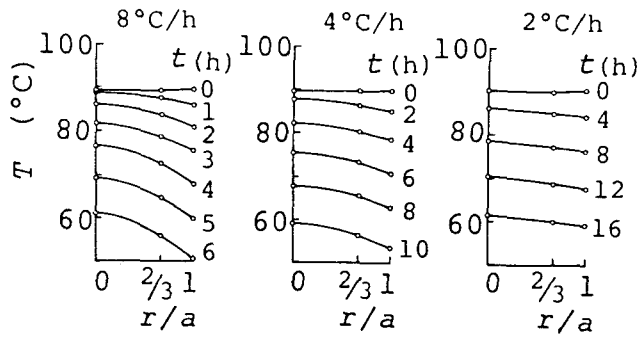 8°C/h 4°C/h 2°C/h
100 100 100
t(h) t(h) t(h)
0 0 0
1 2 4
80 80 80
2 4 8
3 6 12
4 8 16
5 10
6
60 60 60
T (°C)
0 2/3 1 0 2/3 1 0 2/3 1
r/a r/a r/a